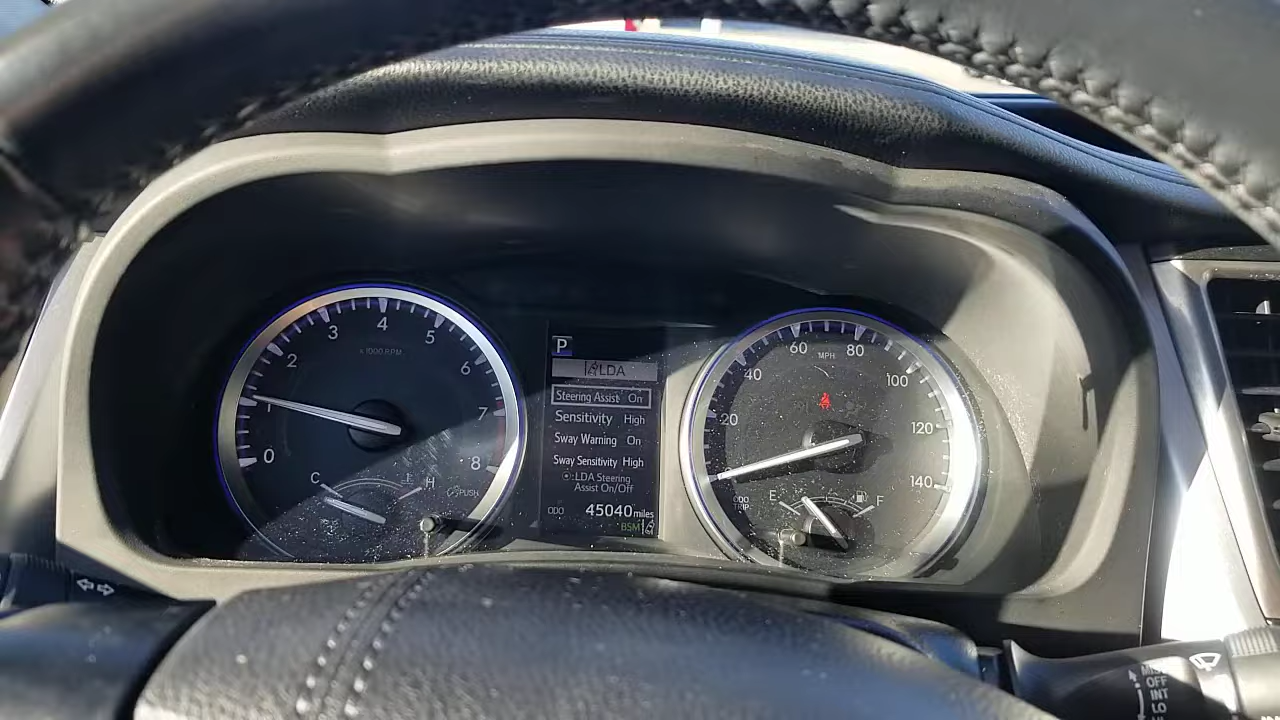 0
1
2
3
4
5
6
7
8
x1000 RPM
C
H
PUSH
P
LDA
Steering Assist On
Sensitivity High
Sway Warning On
Sway Sensitivity High
:LDA Steering
Assist On/Off
ODO 45040 miles
BSM
20
40
60
80
100
120
140
MPH
ODO
TRIP
E
F
OFF
INT
LO